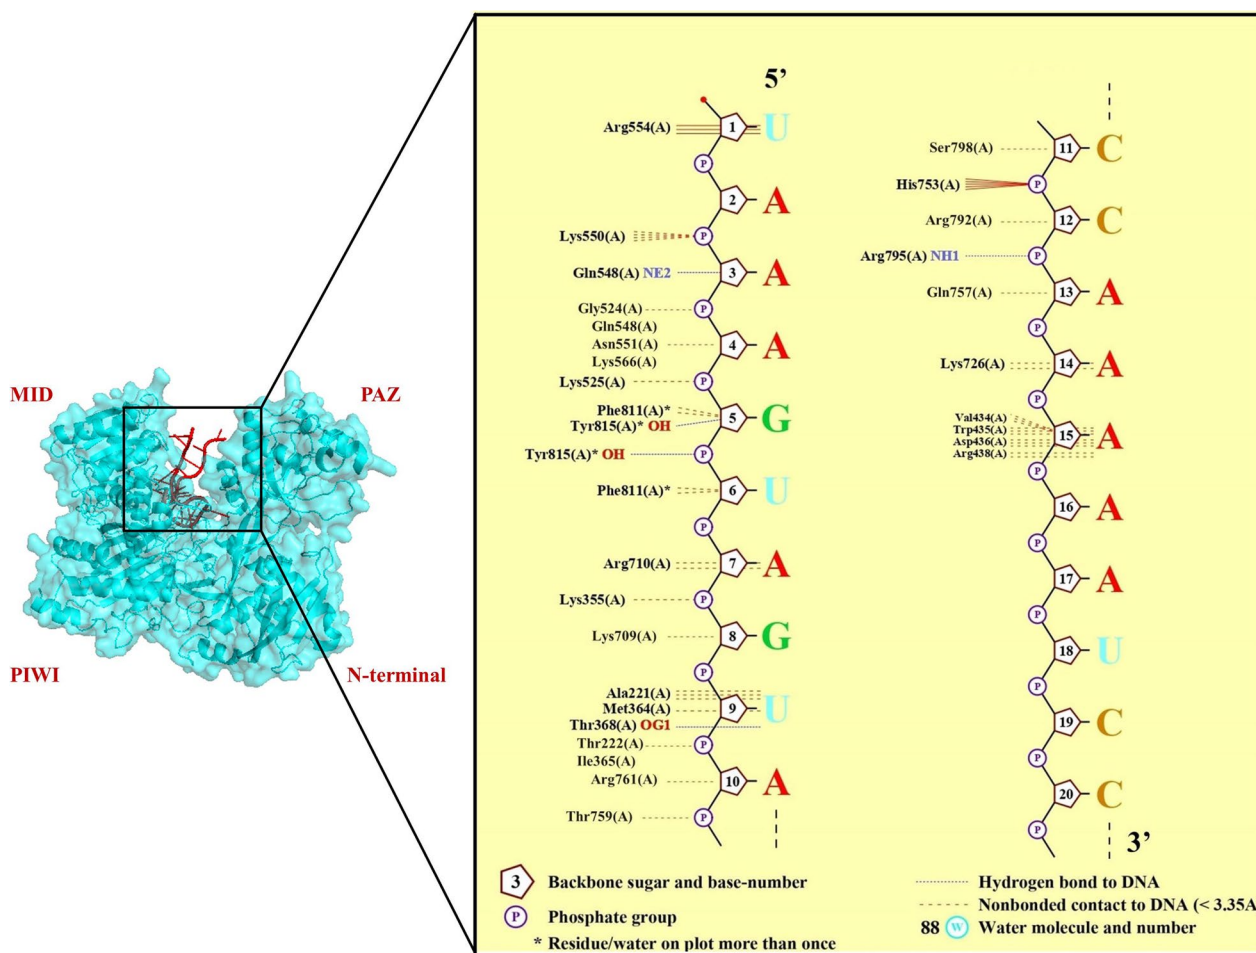 MID
PAZ
PIWI
N-terminal
5’
Arg554(A)
1
U
P
2
A
Lys550(A)
P
Gln548(A) NE2
3
A
Gly524(A)
P
Gln548(A)
Asn551(A)
4
A
Lys566(A)
Lys525(A)
P
Phe811(A)*
5
G
Tyr815(A)* OH
Tyr815(A)* OH
P
Phe811(A)*
6
U
P
Arg710(A)
7
A
Lys355(A)
P
Lys709(A)
8
G
P
Ala221(A)
Met364(A)
9
U
Thr368(A) OG1
Thr222(A)
P
Ile365(A)
Arg761(A)
10
A
Thr759(A)
P
Ser798(A)
11
C
His753(A)
P
Arg792(A)
12
C
Arg795(A) NH1
P
Gln757(A)
13
A
P
Lys726(A)
14
A
P
Val434(A)
Trp435(A)
15
A
Asp436(A)
Arg438(A)
P
16
A
P
17
A
P
18
U
P
19
C
P
20
C
P
3’
3 Backbone sugar and base-number
P Phosphate group
* Residue/water on plot more than once
Hydrogen bond to DNA
Nonbonded contact to DNA (< 3.35A
88 W Water molecule and number